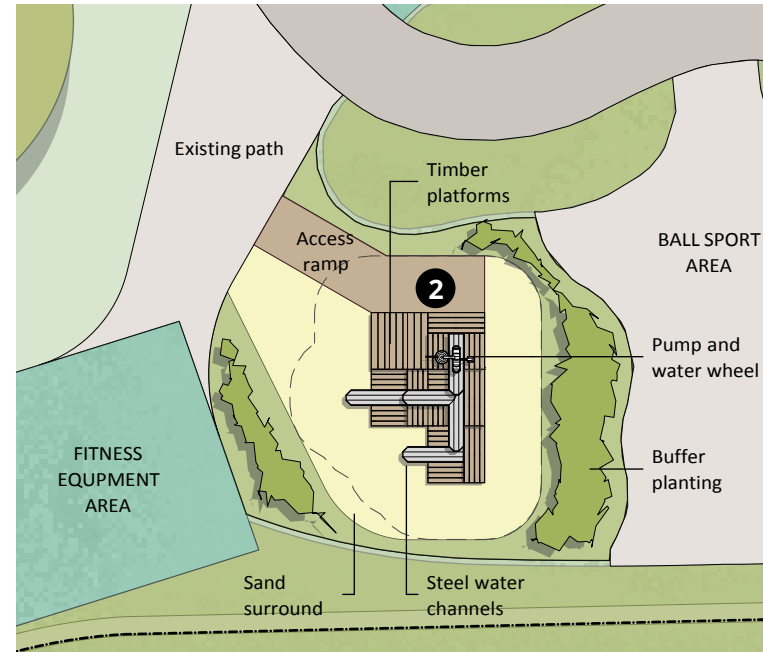 Existing path
Timber
platforms
Access
ramp
2
BALL SPORT
AREA
Pump and
water wheel
FITNESS
EQUPMENT
AREA
Buffer
planting
Sand
surround
Steel water
channels